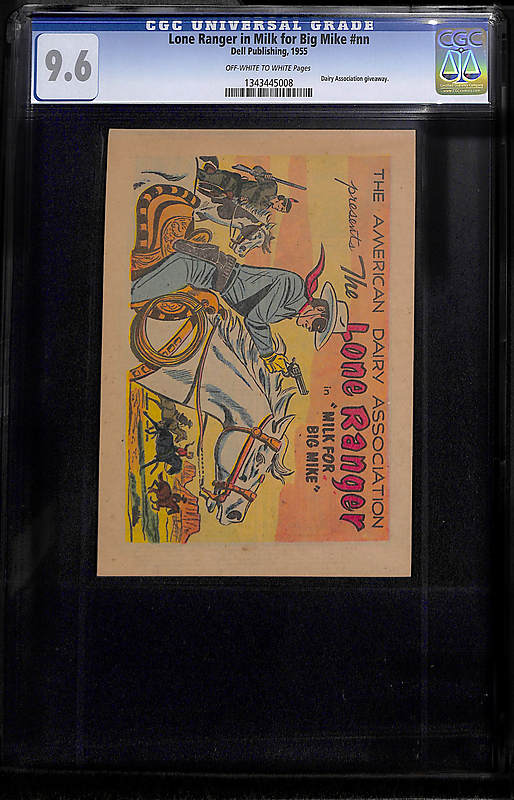 CGC UNIVERSAL GRADE
9.6
Lone Ranger in Milk for Big Mike #nn
Dell Publishing, 1955
OFF-WHITE TO WHITE Pages
Dairy Association giveaway.
1343445008
CGC
THE AMERICAN DAIRY ASSOCIATION
presents The Lone Ranger
in "MILK FOR
BIG MIKE"